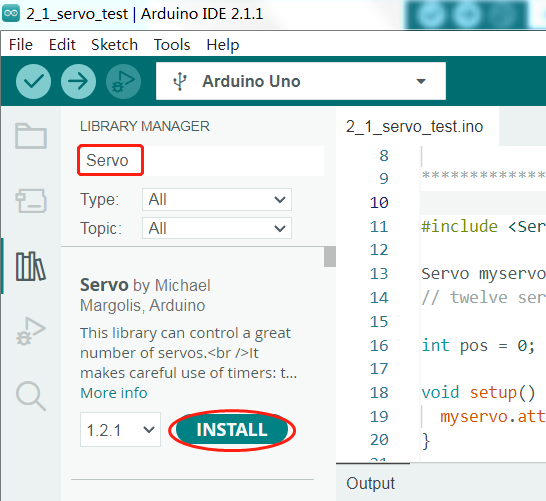 2_1_servo_test | Arduino IDE 2.1.1
File Edit Sketch Tools Help
Arduino Uno
LIBRARY MANAGER
Servo
Type: All
Topic: All
Servo by Michael
Margolis, Arduino
This library can control a great
number of servos.<br />It
makes careful use of timers: t...
More info
1.2.1 INSTALL
2_1_servo_test.ino
8
9 *************
10
11 #include <Ser
12
13 Servo myservo
14 // twelve ser
15
16 int pos = 0;
17
18 void setup()
19 myservo.att
20 }
21
Output